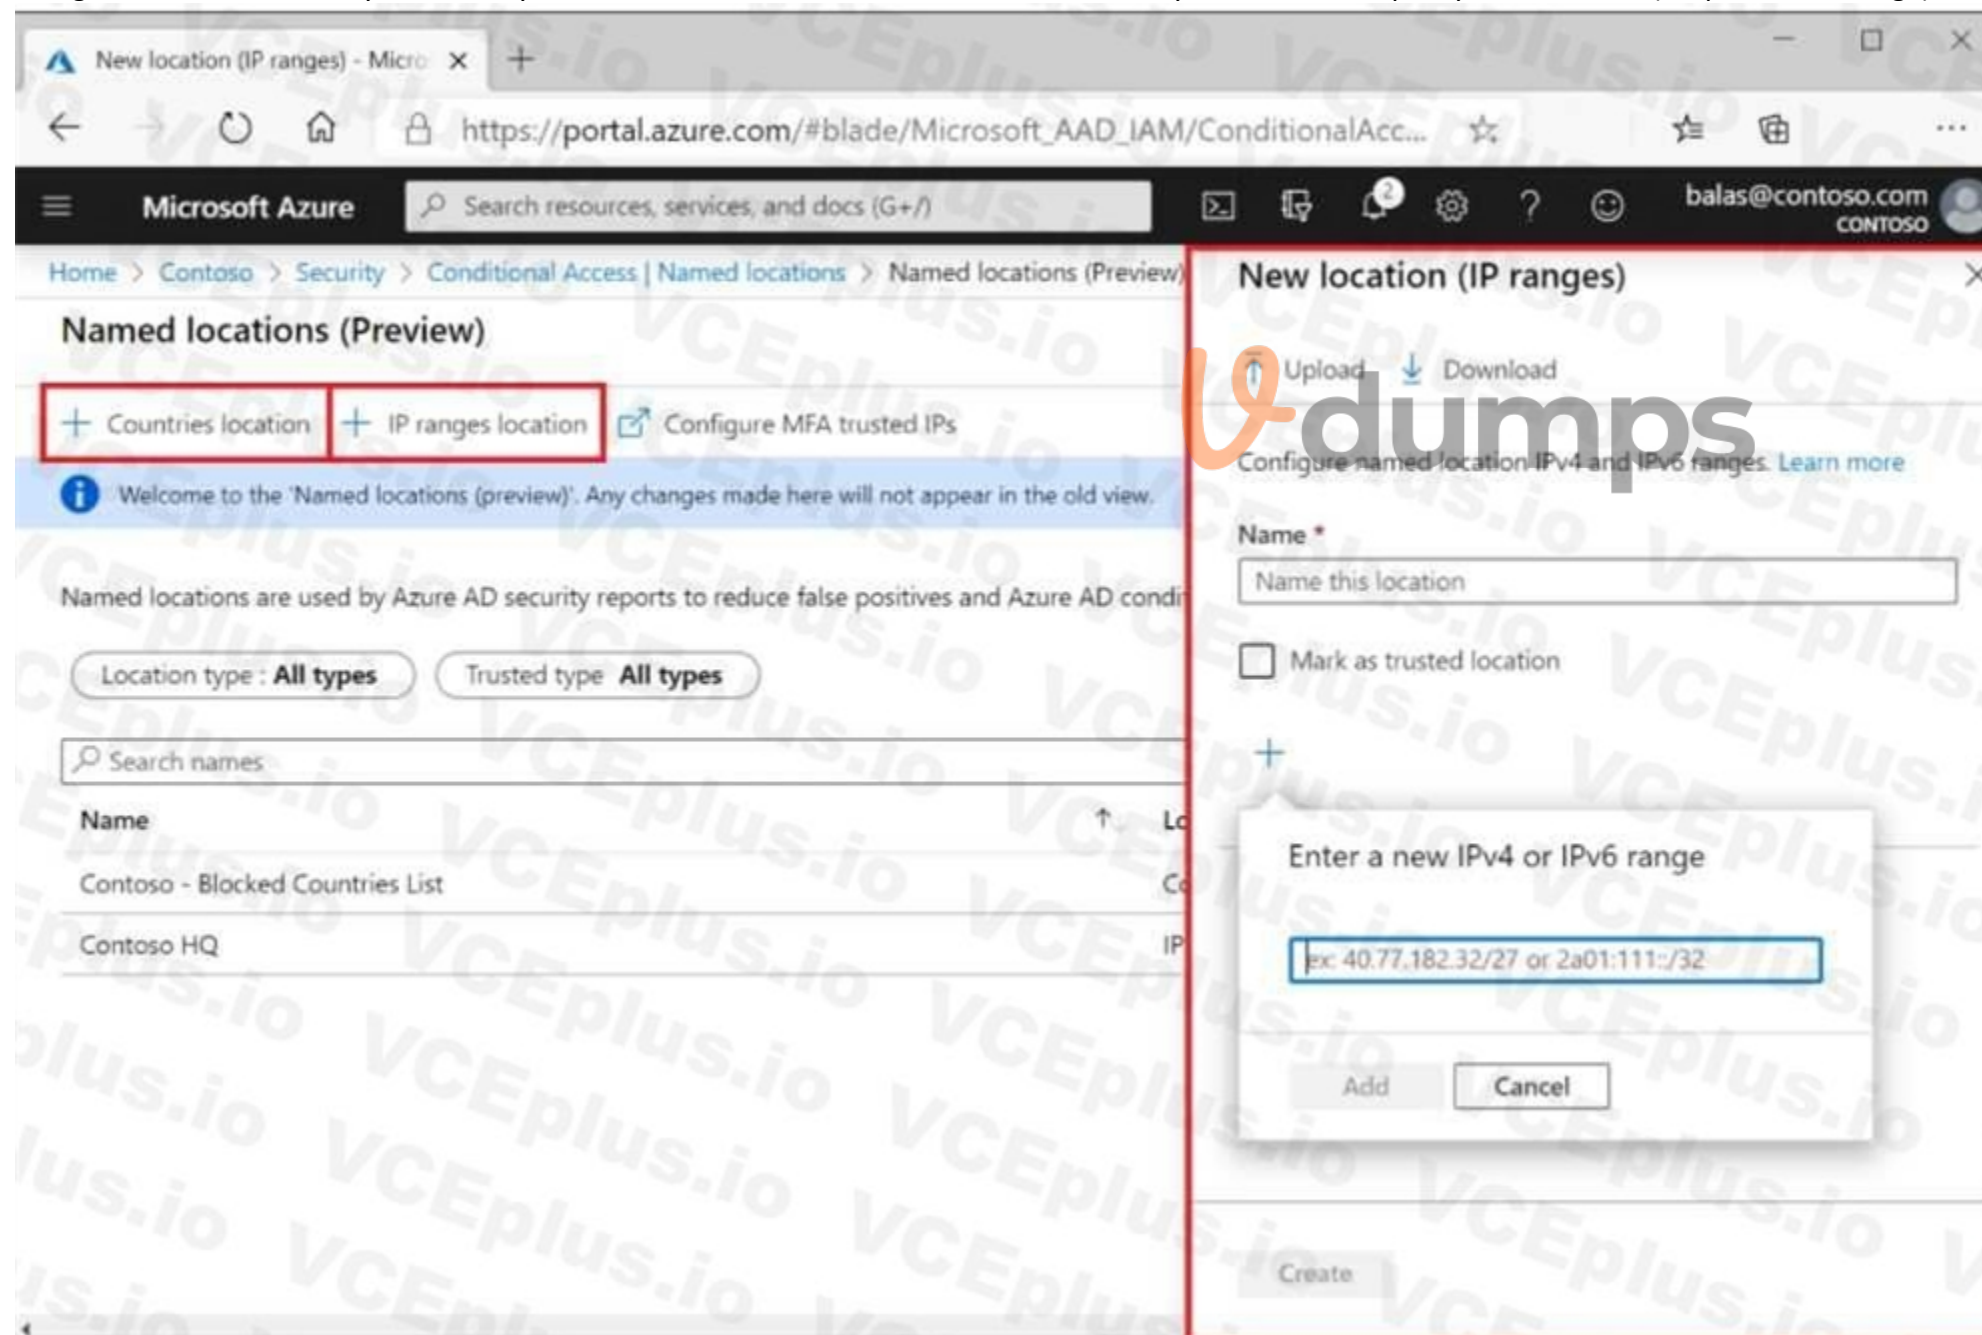 New location (IP ranges) - Micro
https://portal.azure.com/#blade/Microsoft_AAD_IAM/ConditionalAcc...
Microsoft Azure
Search resources, services, and docs (G+/)
2
balas@contoso.com
CONTOSO
Home > Contoso > Security > Conditional Access | Named locations > Named locations (Preview)
Named locations (Preview)
Countries location
IP ranges location
Configure MFA trusted IPs
Welcome to the 'Named locations (preview)'. Any changes made here will not appear in the old view.
Named locations are used by Azure AD security reports to reduce false positives and Azure AD condi
Location type : All types
Trusted type All types
Search names
Name
Lo
Contoso - Blocked Countries List
Co
Contoso HQ
IP
New location (IP ranges)
Upload
Download
Vdumps
Configure named location IPv4 and IPv6 ranges. Learn more
Name *
Name this location
Mark as trusted location
Enter a new IPv4 or IPv6 range
ex: 40.77.182.32/27 or 2a01:111::/32
Add
Cancel
Create
VCEplus.io